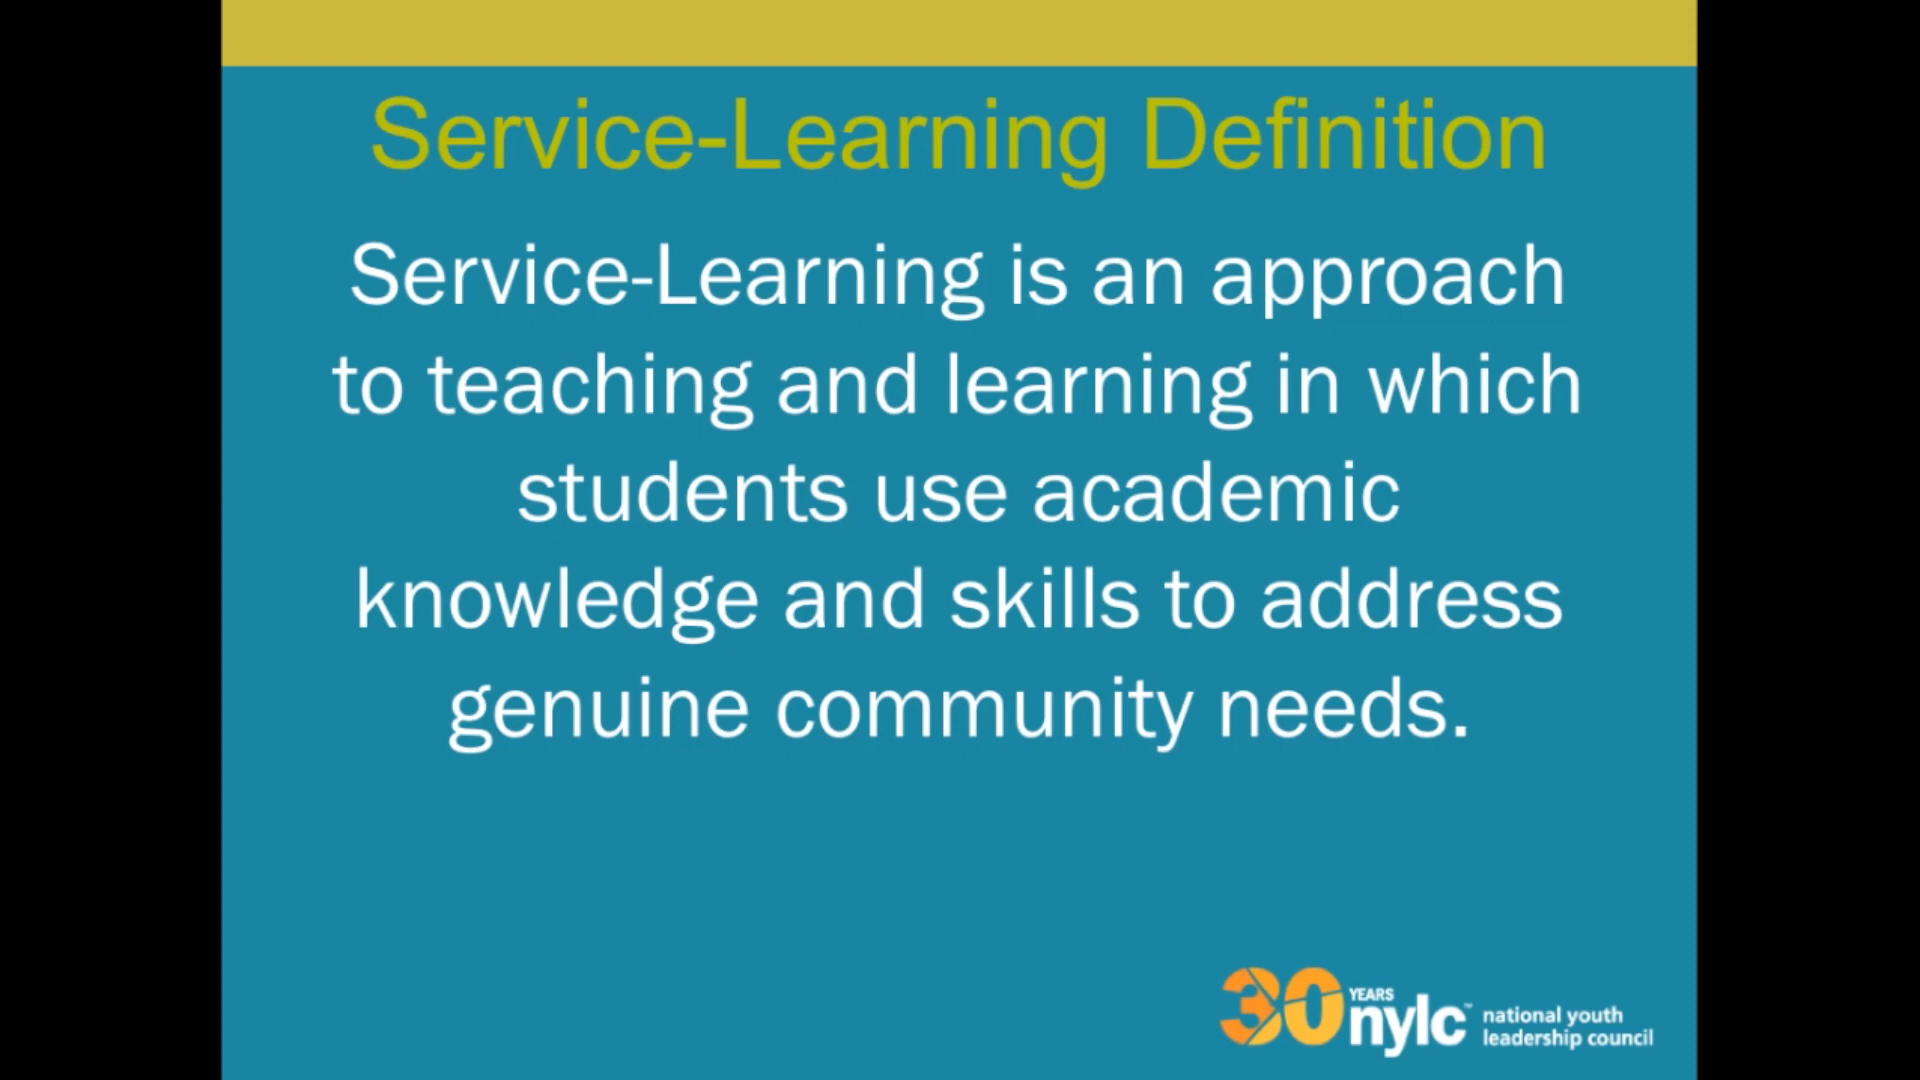 Service-Learning Definition
Service-Learning is an approach
to teaching and learning in which
students use academic
knowledge and skills to address
genuine community needs.
30 YEARS nylc™ national youth
leadership council